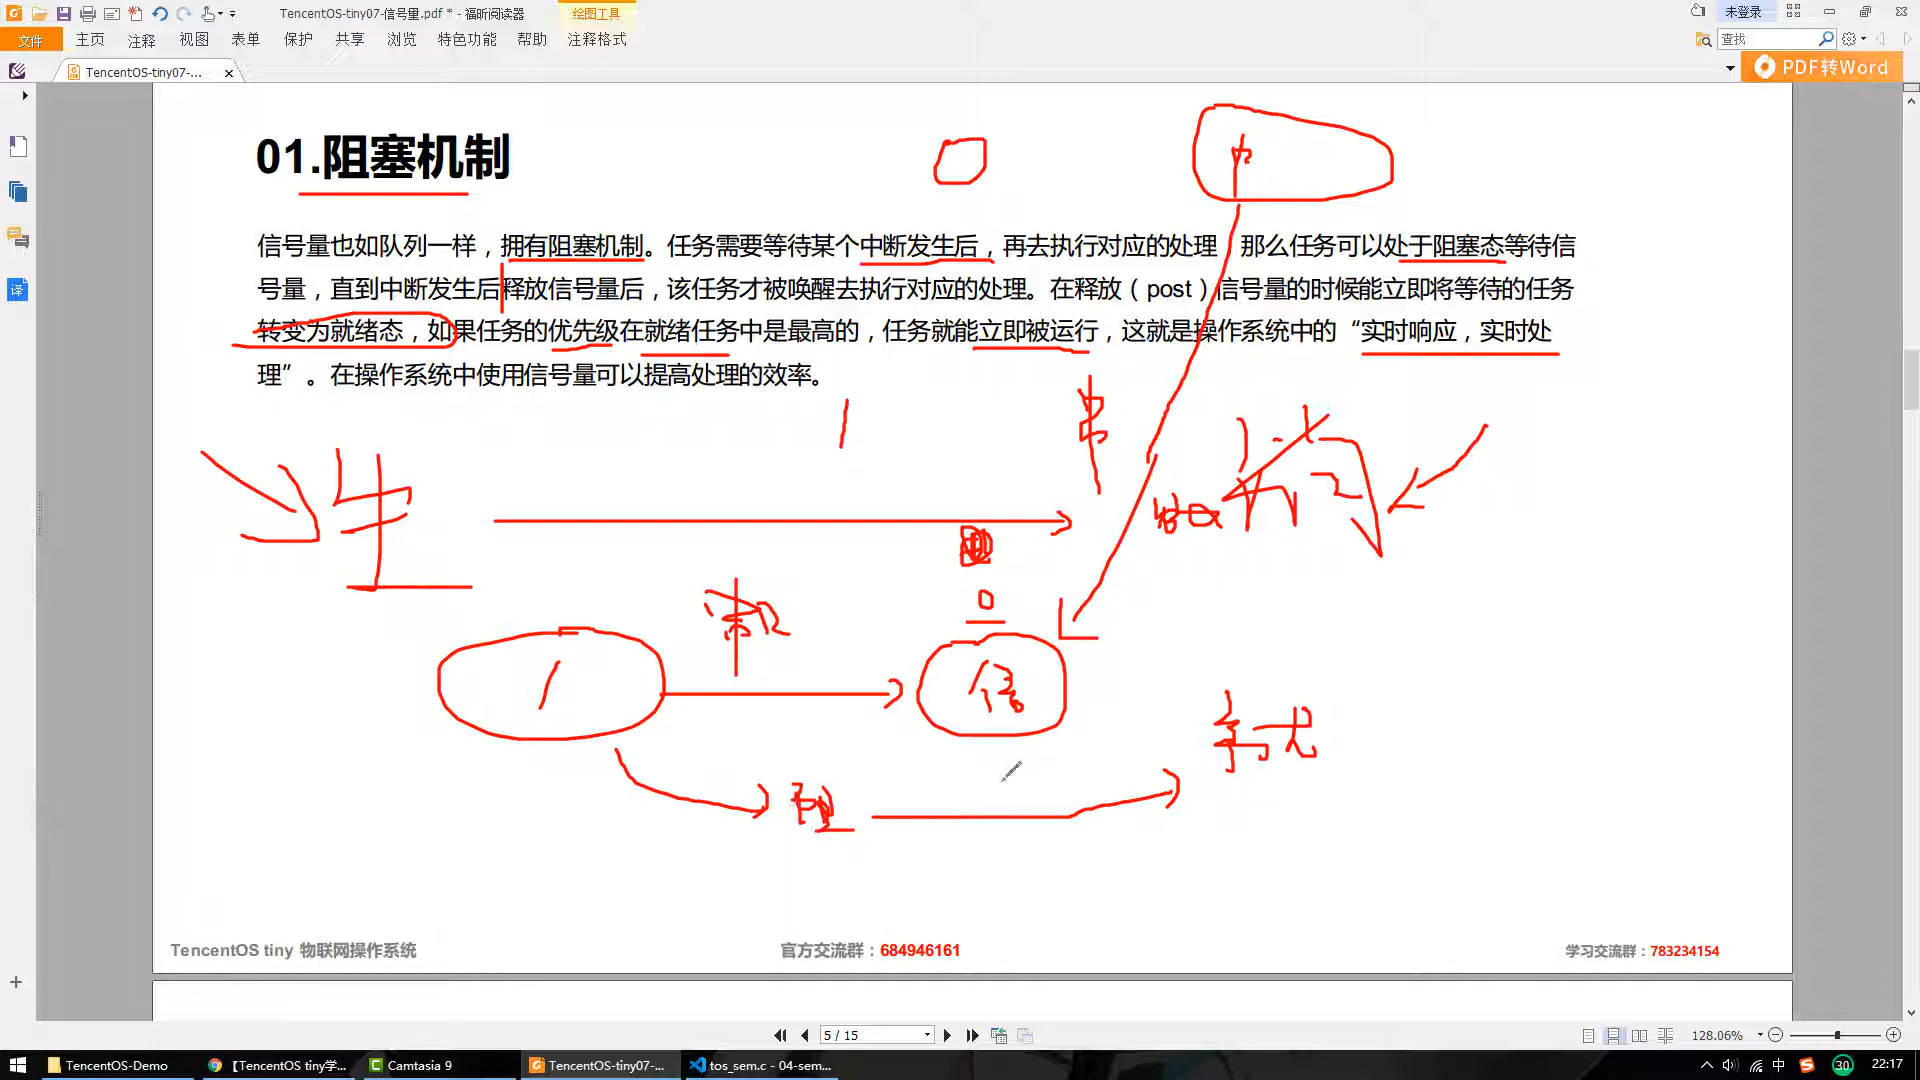 TencentOS-tiny07-信号量.pdf * - 福昕阅读器
绘图工具
未登录
文件
主页
注释
视图
表单
保护
共享
浏览
特色功能
帮助
注释格式
查找
TencentOS-tiny07-...
PDF转Word
译
01.阻塞机制
信号量也如队列一样，拥有阻塞机制。任务需要等待某个中断发生后，再去执行对应的处理 那么任务可以处于阻塞态等待信
号量，直到中断发生后释放信号量后，该任务才被唤醒去执行对应的处理。在释放（post）信号量的时候能立即将等待的任务
转变为就绪态，如果任务的优先级在就绪任务中是最高的，任务就能立即被运行，这就是操作系统中的“实时响应，实时处
理”。在操作系统中使用信号量可以提高处理的效率。
1
0
1
信
TencentOS tiny 物联网操作系统
官方交流群：684946161
学习交流群：783234154
5 / 15
128.06%
TencentOS-Demo
【TencentOS tiny学...
Camtasia 9
TencentOS-tiny07-...
tos_sem.c - 04-sem...
中
30
22:17